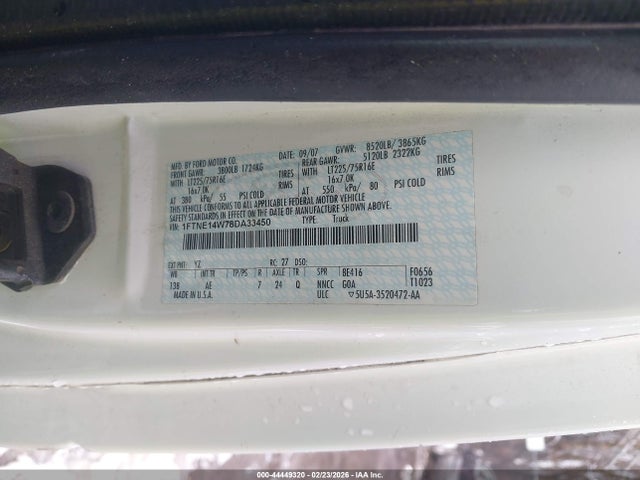 MFD. BY FORD MOTOR CO. DATE: 09/07 GVWR: 8520LB/ 3865KG
FRONT GAWR: 3800LB 1724KG REAR GAWR: 5120LB 2322KG
WITH LT225/75R16E TIRES WITH LT225/75R16E TIRES
16x7.0K RIMS 16x7.0K RIMS
AT 380 kPa/ 55 PSI COLD AT 550 kPa/ 80 PSI COLD
THIS VEHICLE CONFORMS TO ALL APPLICABLE FEDERAL MOTOR VEHICLE
SAFETY STANDARDS IN EFFECT ON THE DATE OF MANUFACTURE SHOWN ABOVE.
VIN: 1FTNE14W78DA33450 TYPE: Truck
EXT PNT: YZ RC: 27 DSO:
WB INT TR TP/PS R AXLE TR SPR 8E416 F0656
138 AE 7 24 Q NNCC G0A T1023
MADE IN U.S.A. ULC ▽5U5A-3520472-AA
000-44449320 - 02/23/2026 - COPYRIGHT © IAA, LLC.